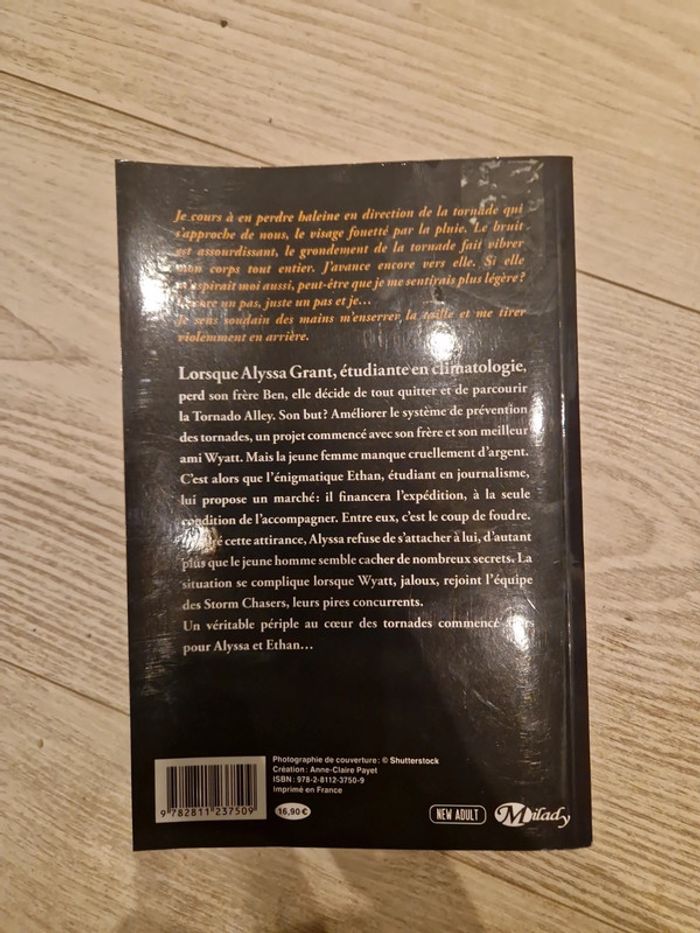 Je cours à en perdre haleine en direction de la tornade qui
s'approche de nous, le visage fouetté par la pluie. Le bruit
est assourdissant, le grondement de la tornade fait vibrer
mon corps tout entier. J'avance encore vers elle. Si elle
m'aspirait moi aussi, peut-être que je me sentirais plus légère ?
un pas, juste un pas et je…
Je sens soudain des mains m'enserrer la taille et me tirer
violemment en arrière.
Lorsque Alyssa Grant, étudiante en climatologie,
perd son frère Ben, elle décide de tout quitter et de parcourir
la Tornado Alley. Son but ? Améliorer le système de prévention
des tornades, un projet commencé avec son frère et son meilleur
ami Wyatt. Mais la jeune femme manque cruellement d'argent.
C'est alors que l'énigmatique Ethan, étudiant en journalisme,
lui propose un marché : il financera l'expédition, à la seule
condition de l'accompagner. Entre eux, c'est le coup de foudre.
cette attirance, Alyssa refuse de s'attacher à lui, d'autant
plus que le jeune homme semble cacher de nombreux secrets. La
situation se complique lorsque Wyatt, jaloux, rejoint l'équipe
des Storm Chasers, leurs pires concurrents.
Un véritable périple au cœur des tornades commence
pour Alyssa et Ethan…
Photographie de couverture : © Shutterstock
Création : Anne-Claire Payet
ISBN : 978-2-8112-3750-9
Imprimé en France
9 782811 237509
16,90 €
NEW ADULT
Milady